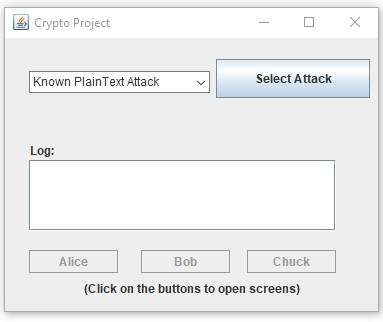 Crypto Project
Known PlainText Attack
Select Attack
Log:
Alice
Bob
Chuck
(Click on the buttons to open screens)